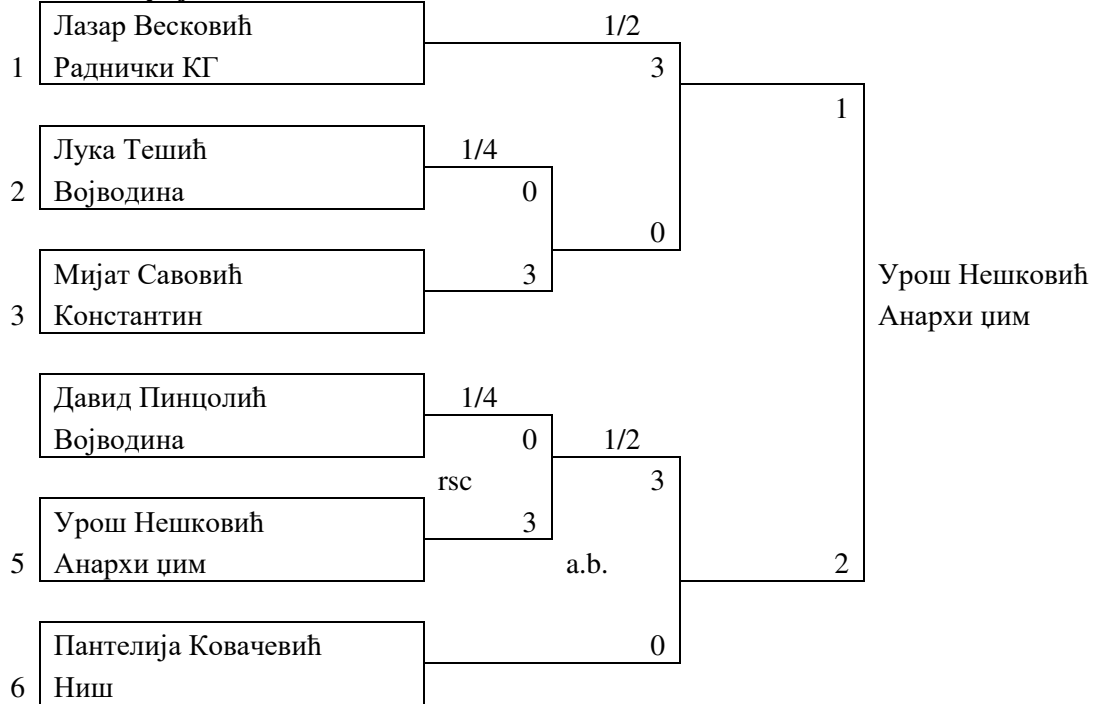 Лазар Весковић
1/2
1
Раднички КГ
3
1
Лука Тешић
1/4
2
Војводина
0
0
Мијат Савовић
3
Урош Нешковић
3
Константин
Анархи џим
Давид Пинцолић
1/4
Војводина
0
1/2
rsc
3
Урош Нешковић
3
5
Анархи џим
a.b.
2
Пантелија Ковачевић
0
6
Ниш